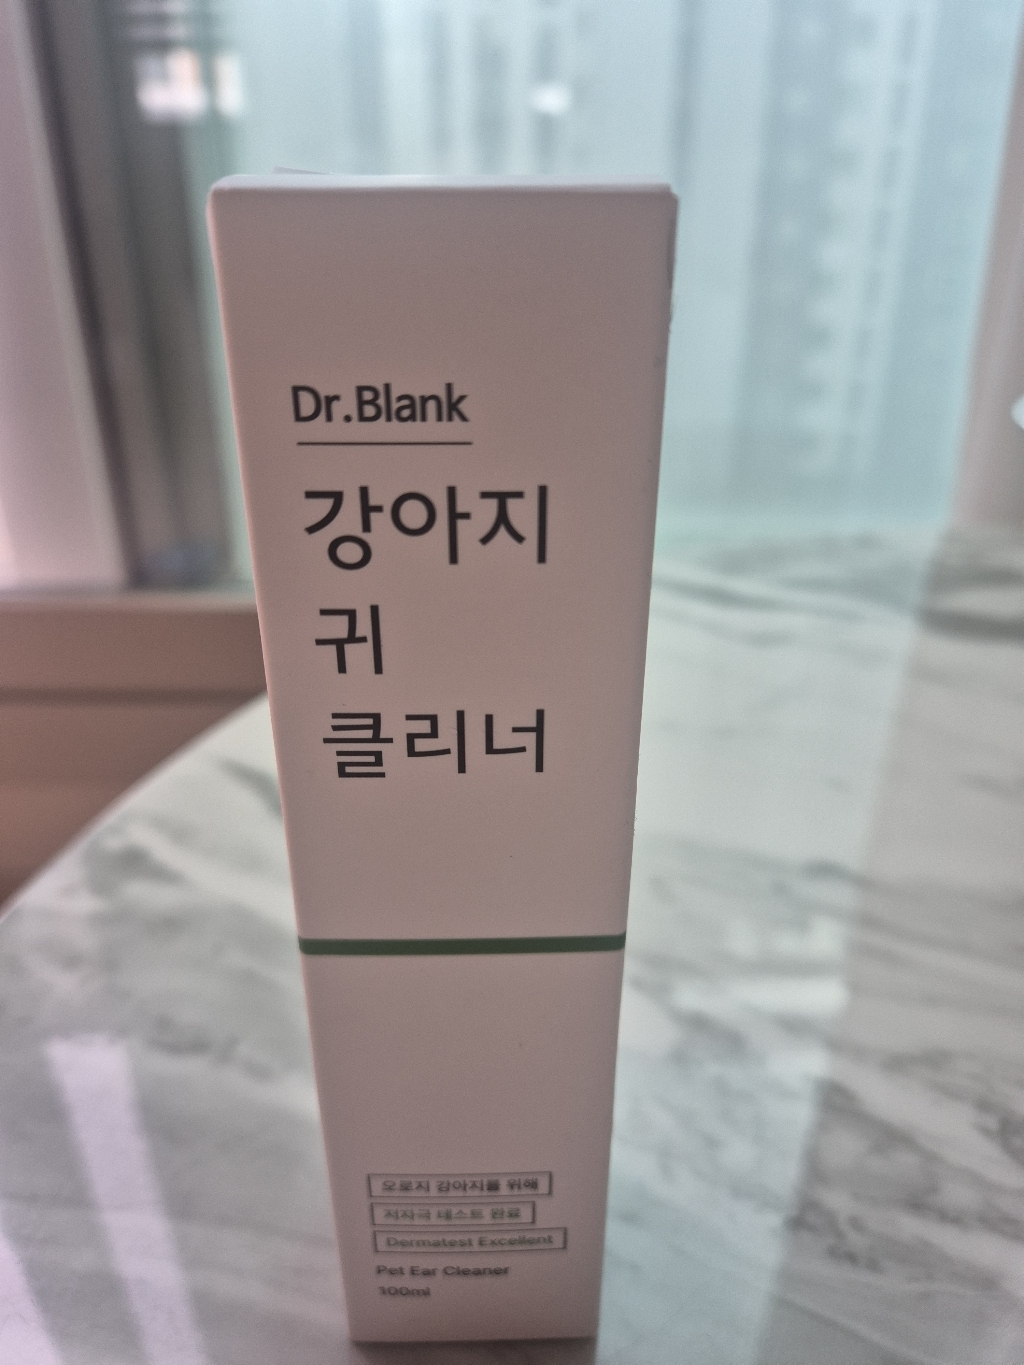 Dr.Blank
강아지
귀
클리너
오로지 강아지를 위해
저자극 테스트 완료
Dermatest Excellent
Pet Ear Cleaner
100ml